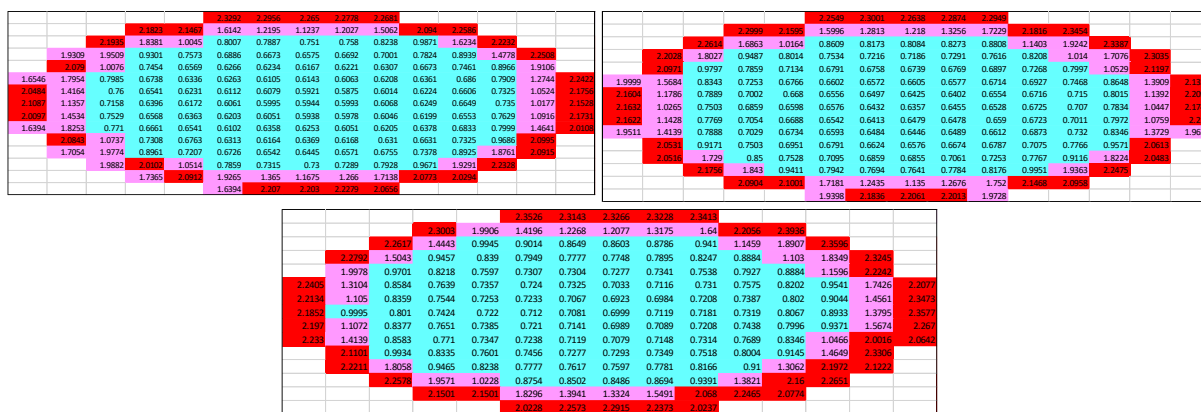 2.3292 2.2956 2.265 2.2778 2.2681
2.1823 2.1467 1.6142 1.2195 1.1237 1.2027 1.5062 2.094 2.2586
2.1935 1.8381 1.0045 0.8007 0.7887 0.751 0.758 0.8238 0.9871 1.6234 2.2232
1.9309 1.9509 0.9301 0.7573 0.6886 0.6673 0.6575 0.6692 0.7001 0.7824 0.8939 1.4778 2.2508
2.079 1.0076 0.7454 0.6569 0.6266 0.6234 0.6167 0.6221 0.6307 0.6673 0.7461 0.8966 1.9106
1.6546 1.7954 0.7985 0.6738 0.6336 0.6263 0.6105 0.6143 0.6063 0.6208 0.6361 0.686 0.7909 1.2744 2.2422
2.0484 1.4164 0.76 0.6541 0.6231 0.6112 0.6079 0.5921 0.5875 0.6014 0.6224 0.6606 0.7325 1.0524 2.1756
2.1087 1.1357 0.7158 0.6396 0.6172 0.6061 0.5995 0.5944 0.5993 0.6068 0.6249 0.6649 0.735 1.0177 2.1528
2.0097 1.4534 0.7529 0.6568 0.6363 0.6203 0.6051 0.5938 0.5978 0.6046 0.6199 0.6553 0.7629 1.0916 2.1731
1.6394 1.8253 0.771 0.6661 0.6541 0.6102 0.6358 0.6253 0.6051 0.6205 0.6378 0.6833 0.7999 1.4641 2.0108
2.0843 1.0737 0.7308 0.6763 0.6313 0.6164 0.6369 0.6168 0.631 0.6631 0.7325 0.9686 2.0995
1.7054 1.9774 0.8961 0.7207 0.6726 0.6542 0.6445 0.6571 0.6755 0.7378 0.8925 1.8761 2.0915
1.9882 2.0102 1.0514 0.7859 0.7315 0.73 0.7289 0.7928 0.9671 1.9291 2.2328
1.7365 2.0912 1.9265 1.365 1.1675 1.266 1.7138 2.0773 2.0294
1.6394 2.207 2.203 2.2279 2.0656
2.2549 2.3001 2.2638 2.2874 2.2948
2.2999 2.1595 1.5996 1.2813 1.218 1.3256 1.7229 2.1816 2.3454
2.2614 1.6863 1.0164 0.8609 0.8173 0.8084 0.8273 0.8808 1.1403 1.9242 2.3387
2.2028 1.8027 0.9487 0.8014 0.7534 0.7216 0.7186 0.7291 0.7616 0.8208 1.014 1.7076 2.3035
2.0971 0.9797 0.7859 0.7134 0.6791 0.6758 0.6739 0.6769 0.6897 0.7268 0.7997 1.0529 2.1197
1.9999 1.5684 0.8343 0.7253 0.6766 0.6602 0.6572 0.6605 0.6577 0.6714 0.6927 0.7468 0.8648 1.3909
2.1604 1.1786 0.7889 0.7002 0.668 0.6556 0.6497 0.6425 0.6402 0.6554 0.6716 0.715 0.8015 1.1392
2.1632 1.0265 0.7503 0.6859 0.6598 0.6576 0.6432 0.6357 0.6455 0.6528 0.6725 0.707 0.7834 1.0447
2.1622 1.1428 0.7769 0.7054 0.6688 0.6542 0.6413 0.6479 0.6478 0.659 0.6723 0.7011 0.7972 1.0759
1.9511 1.4139 0.7888 0.7029 0.6734 0.6593 0.6484 0.6446 0.6489 0.6612 0.6873 0.732 0.8346 1.3729
2.0531 0.9171 0.7503 0.6951 0.6791 0.6624 0.6576 0.6674 0.6787 0.7075 0.7766 0.9571 2.0613
2.0516 1.729 0.85 0.7528 0.7095 0.6859 0.6855 0.7061 0.7253 0.7767 0.9116 1.8224 2.0483
2.1756 1.843 0.9411 0.7942 0.7694 0.7641 0.7784 0.8176 0.9951 1.9363 2.2475
2.0904 2.1001 1.7181 1.2435 1.135 1.2676 1.752 2.1468 2.0958
1.9398 2.1836 2.2061 2.2013 1.9728
2.3526 2.3143 2.3266 2.3228 2.3413
2.3003 1.9906 1.4196 1.2268 1.2077 1.3175 1.64 2.2056 2.3936
2.2617 1.4443 0.9945 0.9014 0.8649 0.8603 0.8786 0.941 1.1459 1.8907 2.3596
2.2792 1.5043 0.9457 0.839 0.7949 0.7777 0.7748 0.7895 0.8247 0.8884 1.103 1.8349 2.3245
1.9978 0.9701 0.8218 0.7597 0.7307 0.7304 0.7277 0.7341 0.7538 0.7927 0.8884 1.1596 2.2242
2.2405 1.3104 0.8584 0.7639 0.7357 0.724 0.7325 0.7033 0.7116 0.731 0.7575 0.8202 0.9541 1.7426 2.2077
2.2134 1.105 0.8359 0.7544 0.7253 0.7233 0.7067 0.6923 0.6984 0.7208 0.7387 0.802 0.9044 1.4561 2.3473
2.1852 0.9995 0.801 0.7424 0.722 0.712 0.7081 0.6999 0.7119 0.7181 0.7319 0.8067 0.8933 1.3795 2.3577
2.197 1.1072 0.8377 0.7651 0.7385 0.721 0.7141 0.6989 0.7089 0.7208 0.7438 0.7996 0.9371 1.5674 2.267
2.233 1.4139 0.8583 0.771 0.7347 0.7238 0.7119 0.7079 0.7148 0.7314 0.7689 0.8346 1.0466 2.0016 2.0642
2.1101 0.9934 0.8335 0.7601 0.7456 0.7277 0.7293 0.7349 0.7518 0.8004 0.9145 1.4649 2.3306
2.2211 1.8058 0.9465 0.8238 0.7777 0.7617 0.7597 0.7781 0.8166 0.91 1.3062 2.1972 2.1222
2.2578 1.9571 1.0228 0.8754 0.8502 0.8486 0.8694 0.9391 1.3821 2.16 2.2651
2.1501 2.1501 1.8296 1.3941 1.3324 1.5491 2.068 2.2465 2.0774
2.0228 2.2573 2.2915 2.2373 2.0237